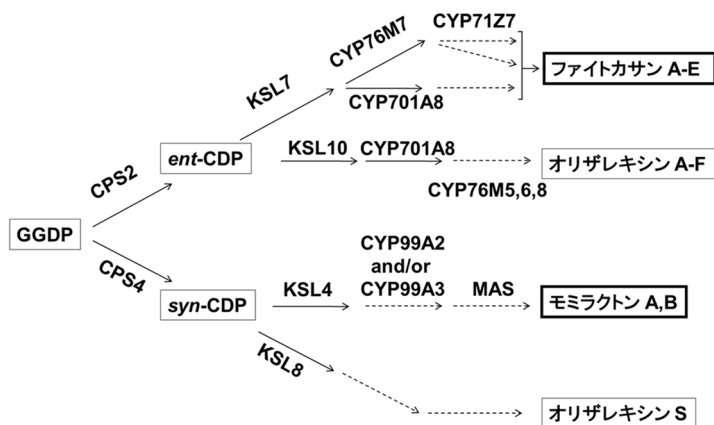 CYP71Z7
CYP76M7
ファイトカサン A-E
KSL7
CYP701A8
KSL10
CYP701A8
ent-CDP
オリザレキシン A-F
CPS2
CYP76M5,6,8
GGDP
CYP99A2
and/or
CPS4
KSL4
CYP99A3
MAS
syn-CDP
モミラクトン A,B
KSL8
オリザレキシン S